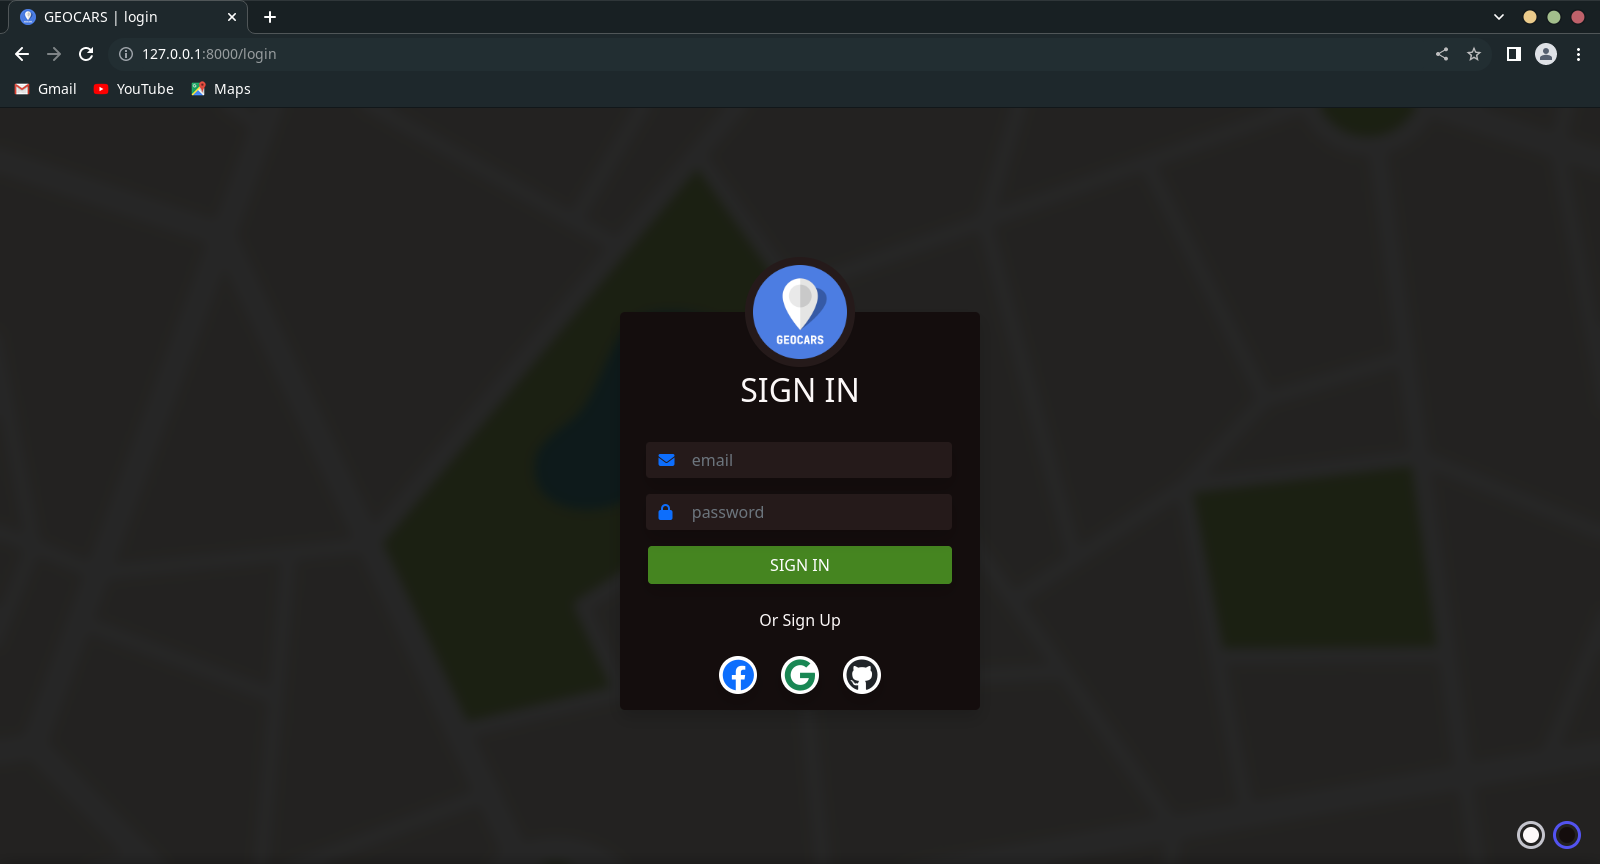 GEOCARS | login
127.0.0.1:8000/login
Gmail YouTube Maps
GEOCARS
SIGN IN
email
password
SIGN IN
Or Sign Up